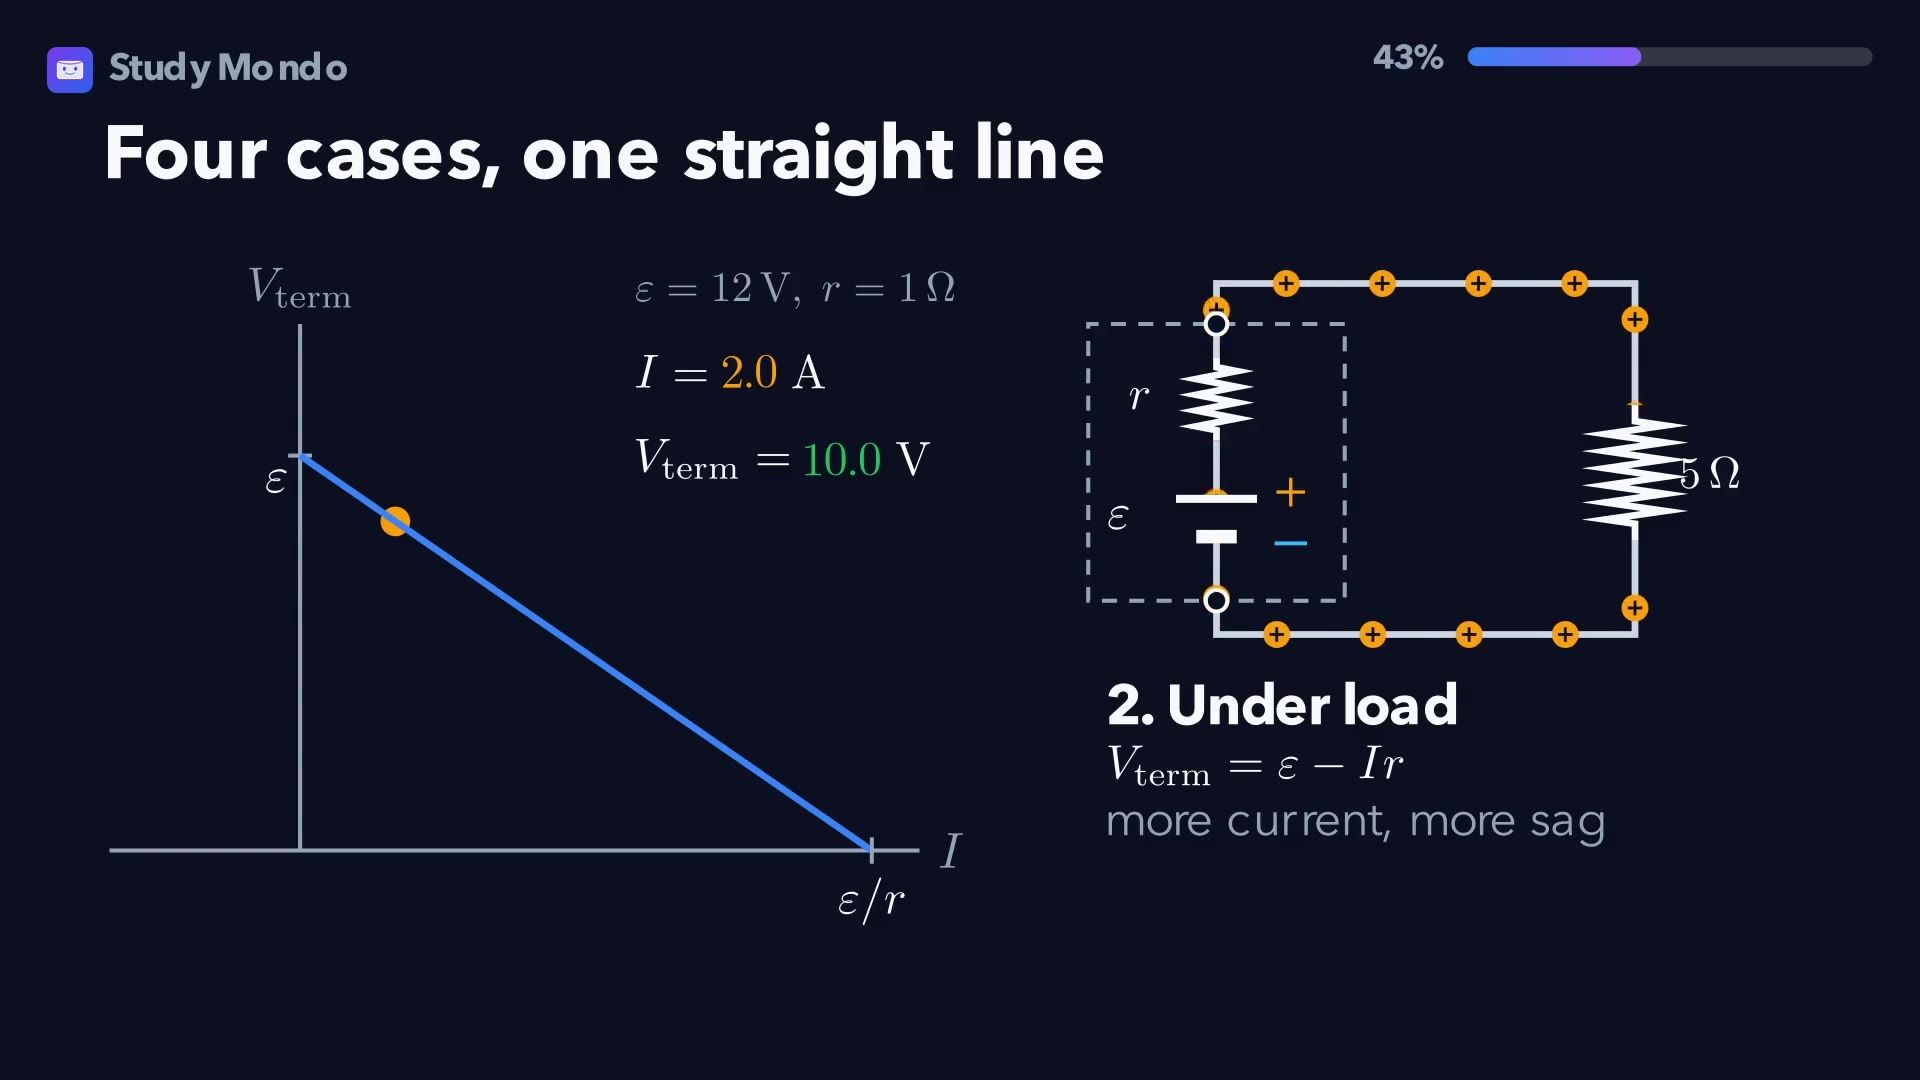 Study Mondo
43%
Four cases, one straight line
V_term
ε = 12 V, r = 1 Ω
I = 2.0 A
V_term = 10.0 V
ε
I
ε/r
r
ε
+
−
5 Ω
2. Under load
V_term = ε − Ir
more current, more sag